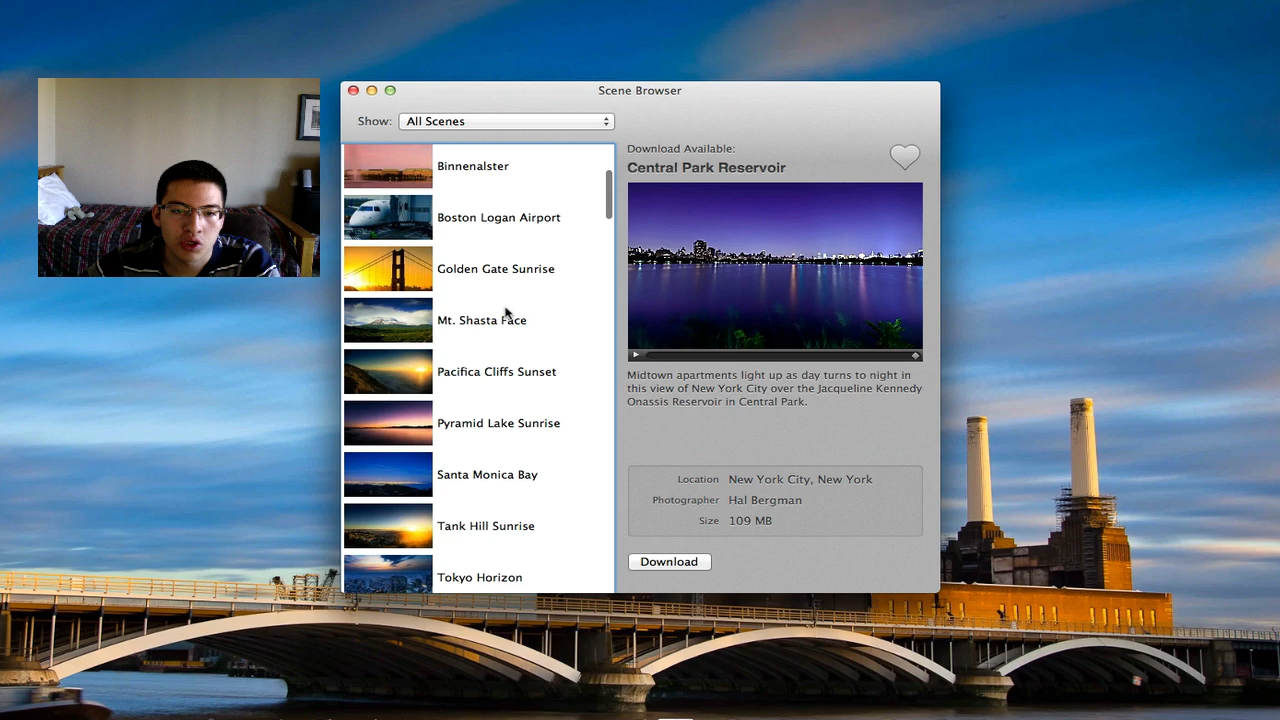 Scene Browser
Show: All Scenes
Binnenalster
Boston Logan Airport
Golden Gate Sunrise
Mt. Shasta Face
Pacifica Cliffs Sunset
Pyramid Lake Sunrise
Santa Monica Bay
Tank Hill Sunrise
Tokyo Horizon
Download Available:
Central Park Reservoir
Midtown apartments light up as day turns to night in
this view of New York City over the Jacqueline Kennedy
Onassis Reservoir in Central Park.
Location New York City, New York
Photographer Hal Bergman
Size 109 MB
Download